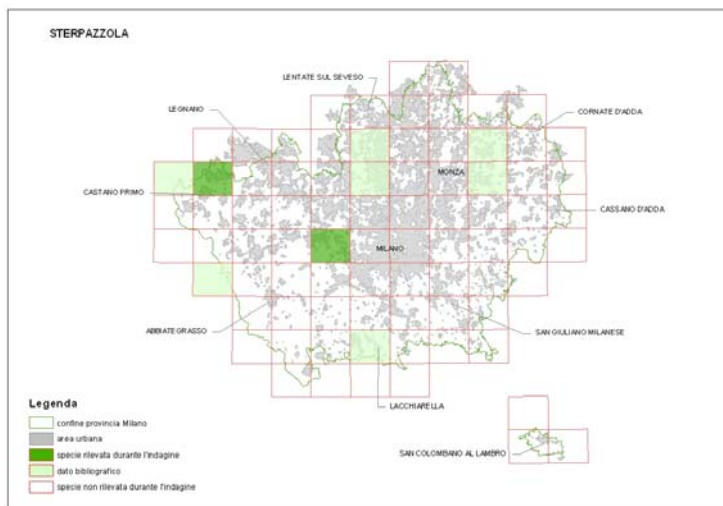 STERPAZZOLA
LENTATE SUL SEVESO
LEGNANO
CORNATE D'ADDA
MONZA
CASTANO PRIMO
CASSANO D'ADDA
MILANO
ABBIATEGRASSO
SAN GIULIANO MILANESE
LACCHIARELLA
SAN COLOMBANO AL LAMBRO
Legenda
confine provincia Milano
area urbana
specie rilevata durante l'indagine
dato bibliografico
specie non rilevata durante l'indagine